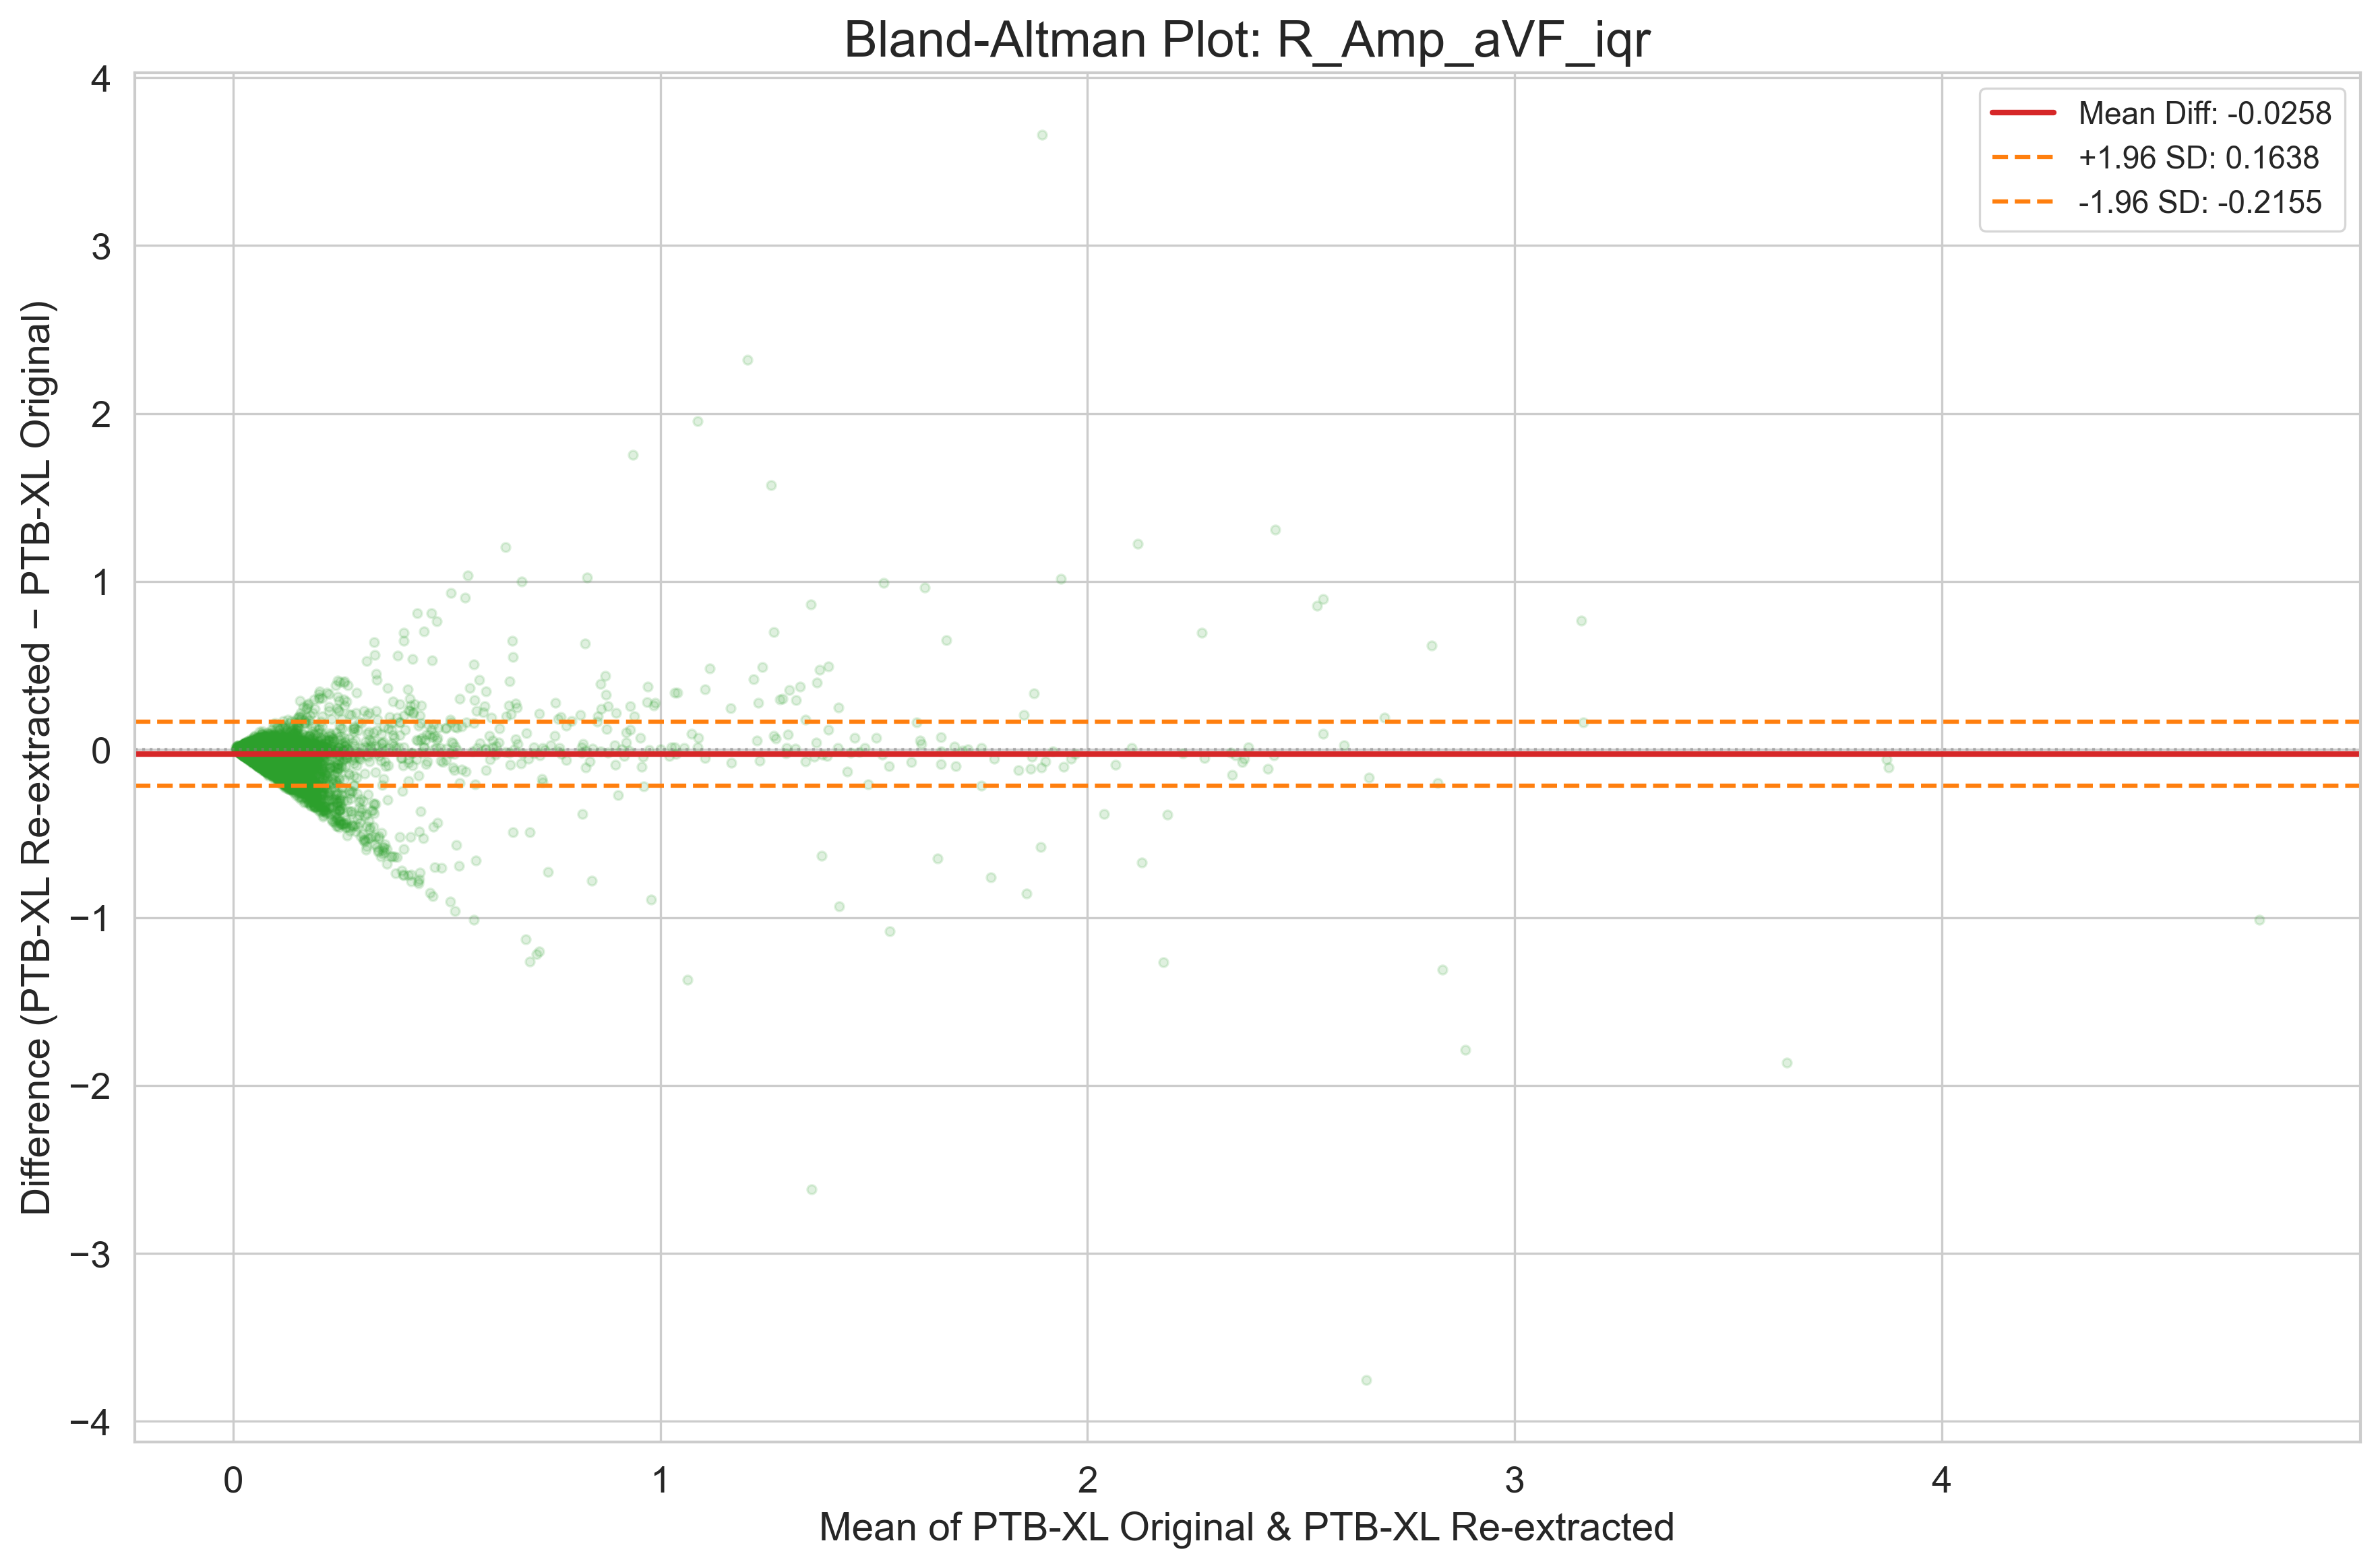 Bland-Altman Plot: R_Amp_aVF_iqr
Mean Diff: -0.0258
+1.96 SD: 0.1638
-1.96 SD: -0.2155
Difference (PTB-XL Re-extracted − PTB-XL Original)
4
3
2
1
0
−1
−2
−3
−4
0
1
2
3
4
Mean of PTB-XL Original & PTB-XL Re-extracted